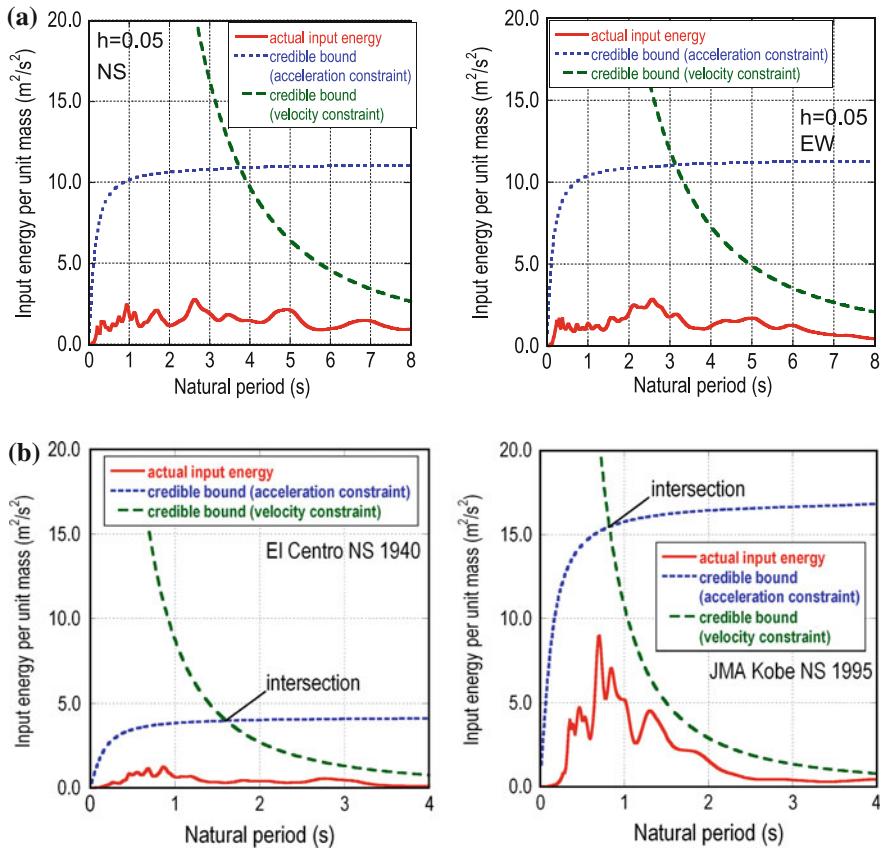 (a)
20.0
15.0
10.0
5.0
0.0
Input energy per unit mass (m²/s²)
h=0.05
NS
actual input energy
credible bound
(acceleration constraint)
credible bound
(velocity constraint)
0 1 2 3 4 5 6 7 8
Natural period (s)
20.0
15.0
10.0
5.0
0.0
Input energy per unit mass (m²/s²)
actual input energy
credible bound (acceleration constraint)
credible bound (velocity constraint)
h=0.05
EW
0 1 2 3 4 5 6 7 8
Natural period (s)
(b)
20.0
15.0
10.0
5.0
0.0
Input energy per unit mass (m²/s²)
actual input energy
credible bound (acceleration constraint)
credible bound (velocity constraint)
El Centro NS 1940
intersection
0 1 2 3 4
Natural period (s)
20.0
15.0
10.0
5.0
0.0
Input energy per unit mass (m²/s²)
intersection
actual input energy
credible bound
(acceleration constraint)
credible bound
(velocity constraint)
JMA Kobe NS 1995
0 1 2 3 4
Natural period (s)